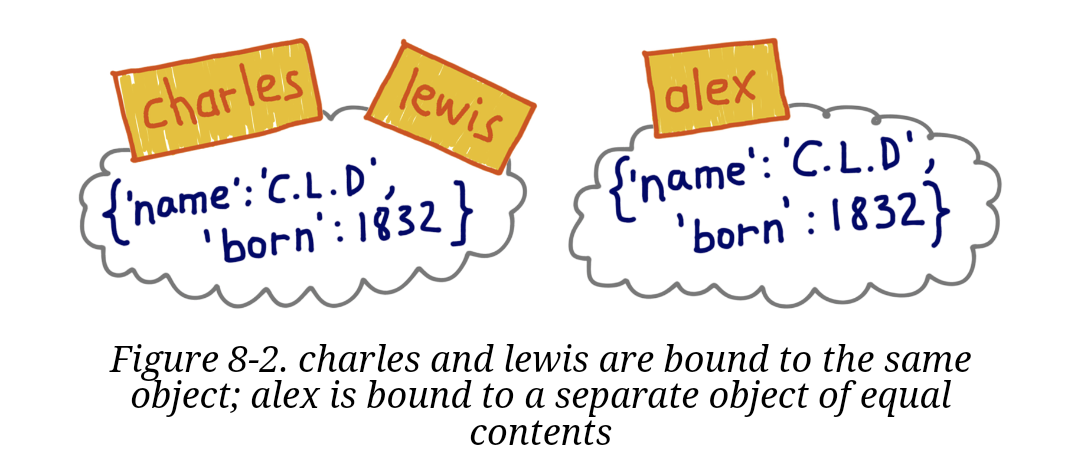 charles
lewis
{'name':'C.L.D',
'born':1832}
alex
{'name':'C.L.D',
'born':1832}
Figure 8-2. charles and lewis are bound to the same
object; alex is bound to a separate object of equal
contents